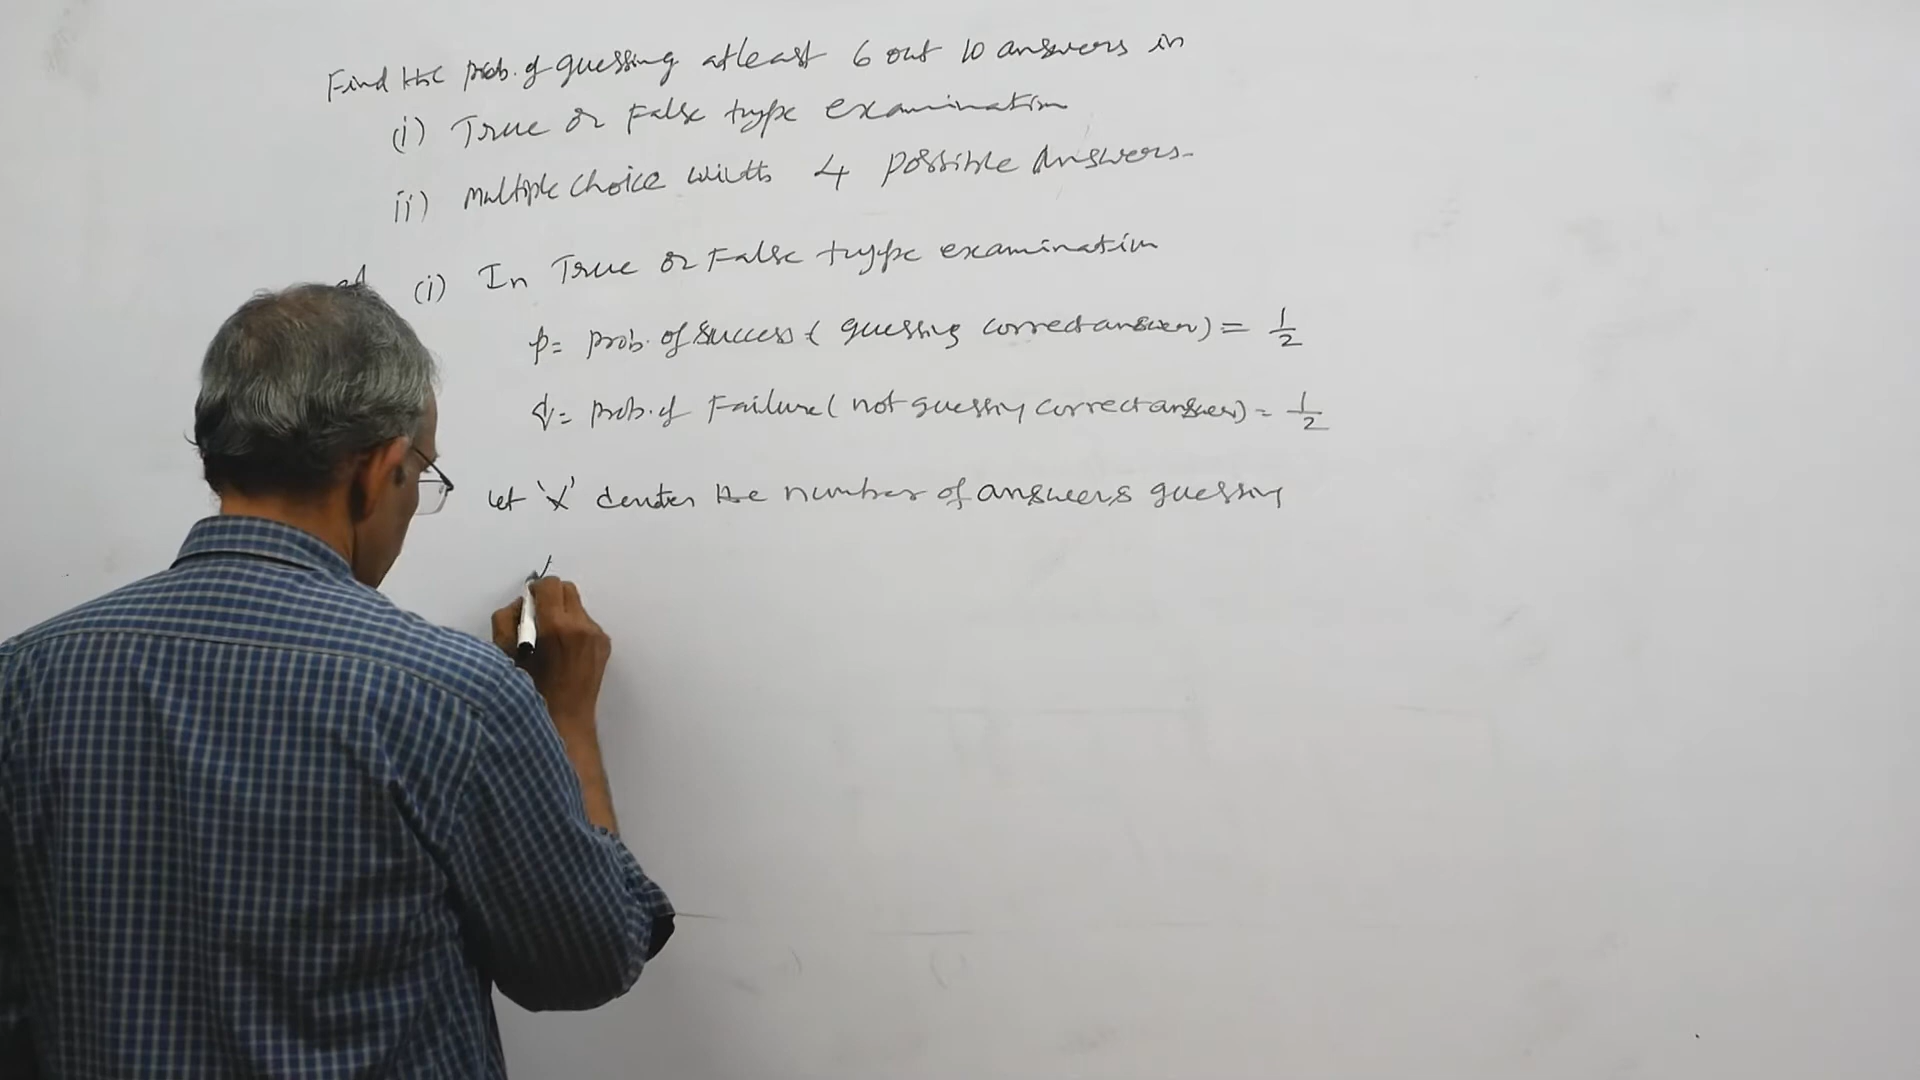 Find the prob. of guessing atleast 6 out 10 answers in
(i) True or False type examination
ii) Multiple choice with 4 possible Answers.
(i) In True or False type examination
p = prob. of success ( guessing correct answer) = 1/2
q = prob. of Failure ( not guessing correct answer) = 1/2
let 'X' denotes the number of answers guessing